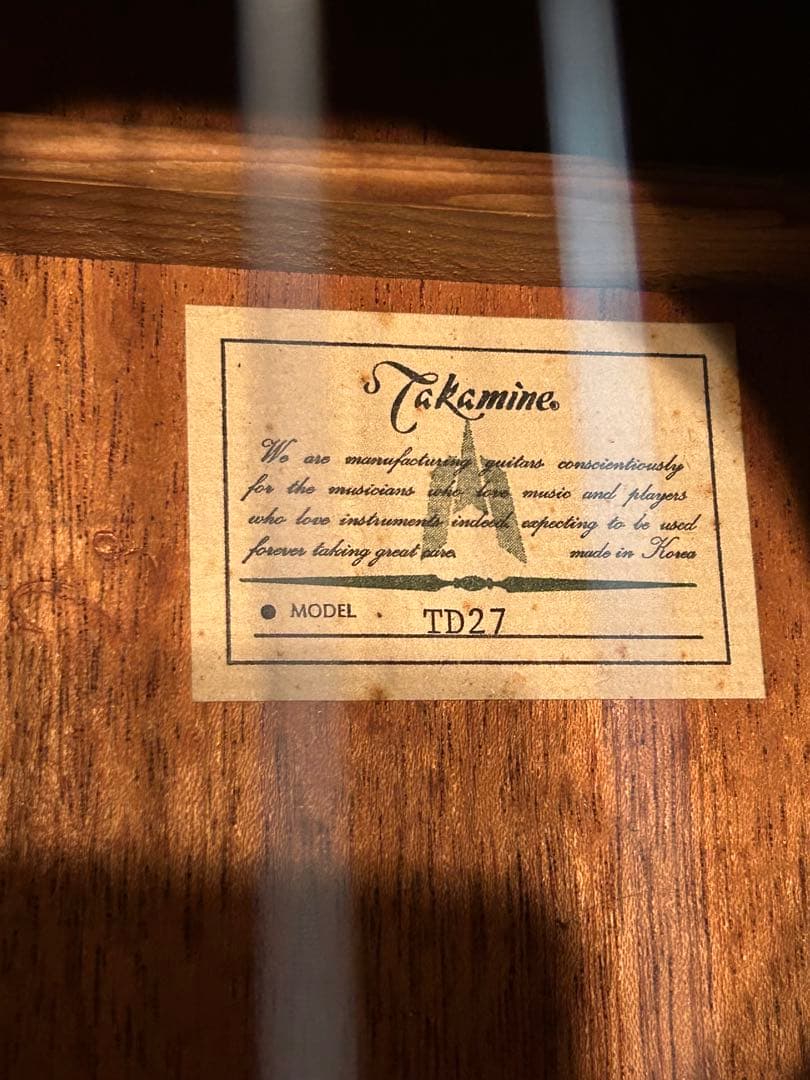 Takamine®
We are manufacturing guitars conscientiously
for the musicians who love music and players
who love instruments indeed, expecting to be used
forever taking great care. made in Korea
● MODEL TD27